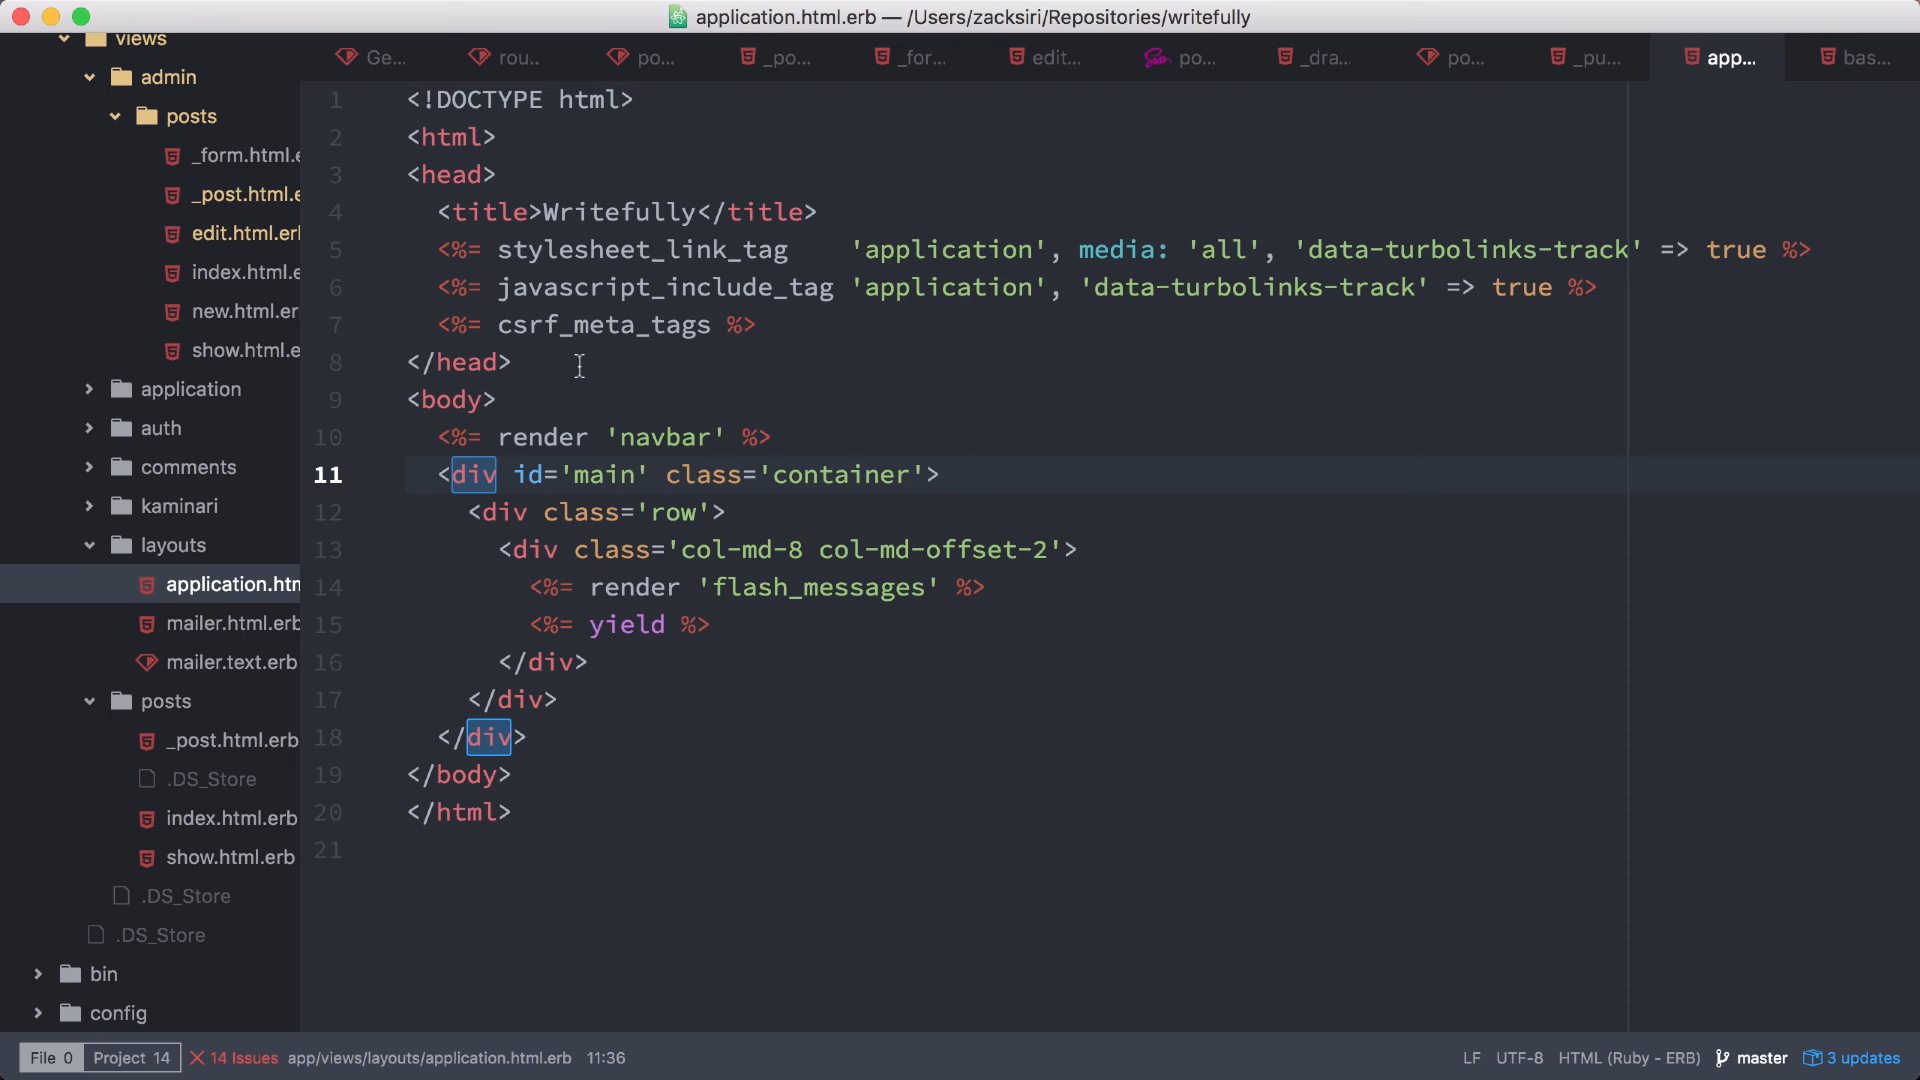 application.html.erb — /Users/zacksiri/Repositories/writefully
views
admin
posts
_form.html.e
_post.html.e
edit.html.erl
index.html.e
new.html.er
show.html.e
application
auth
comments
kaminari
layouts
application.htm
mailer.html.erb
mailer.text.erb
posts
_post.html.erb
.DS_Store
index.html.erb
show.html.erb
.DS_Store
.DS_Store
bin
config
Ge...
rou..
po...
_po...
_for...
edit...
po...
_dra...
po...
_pu...
app...
bas...
1 <!DOCTYPE html>
2 <html>
3 <head>
4 <title>Writefully</title>
5 <%= stylesheet_link_tag    'application', media: 'all', 'data-turbolinks-track' => true %>
6 <%= javascript_include_tag 'application', 'data-turbolinks-track' => true %>
7 <%= csrf_meta_tags %>
8 </head>
9 <body>
10 <%= render 'navbar' %>
11 <div id='main' class='container'>
12 <div class='row'>
13 <div class='col-md-8 col-md-offset-2'>
14 <%= render 'flash_messages' %>
15 <%= yield %>
16 </div>
17 </div>
18 </div>
19 </body>
20 </html>
21
File 0 Project 14 14 Issues app/views/layouts/application.html.erb 11:36 LF UTF-8 HTML (Ruby - ERB) master 3 updates